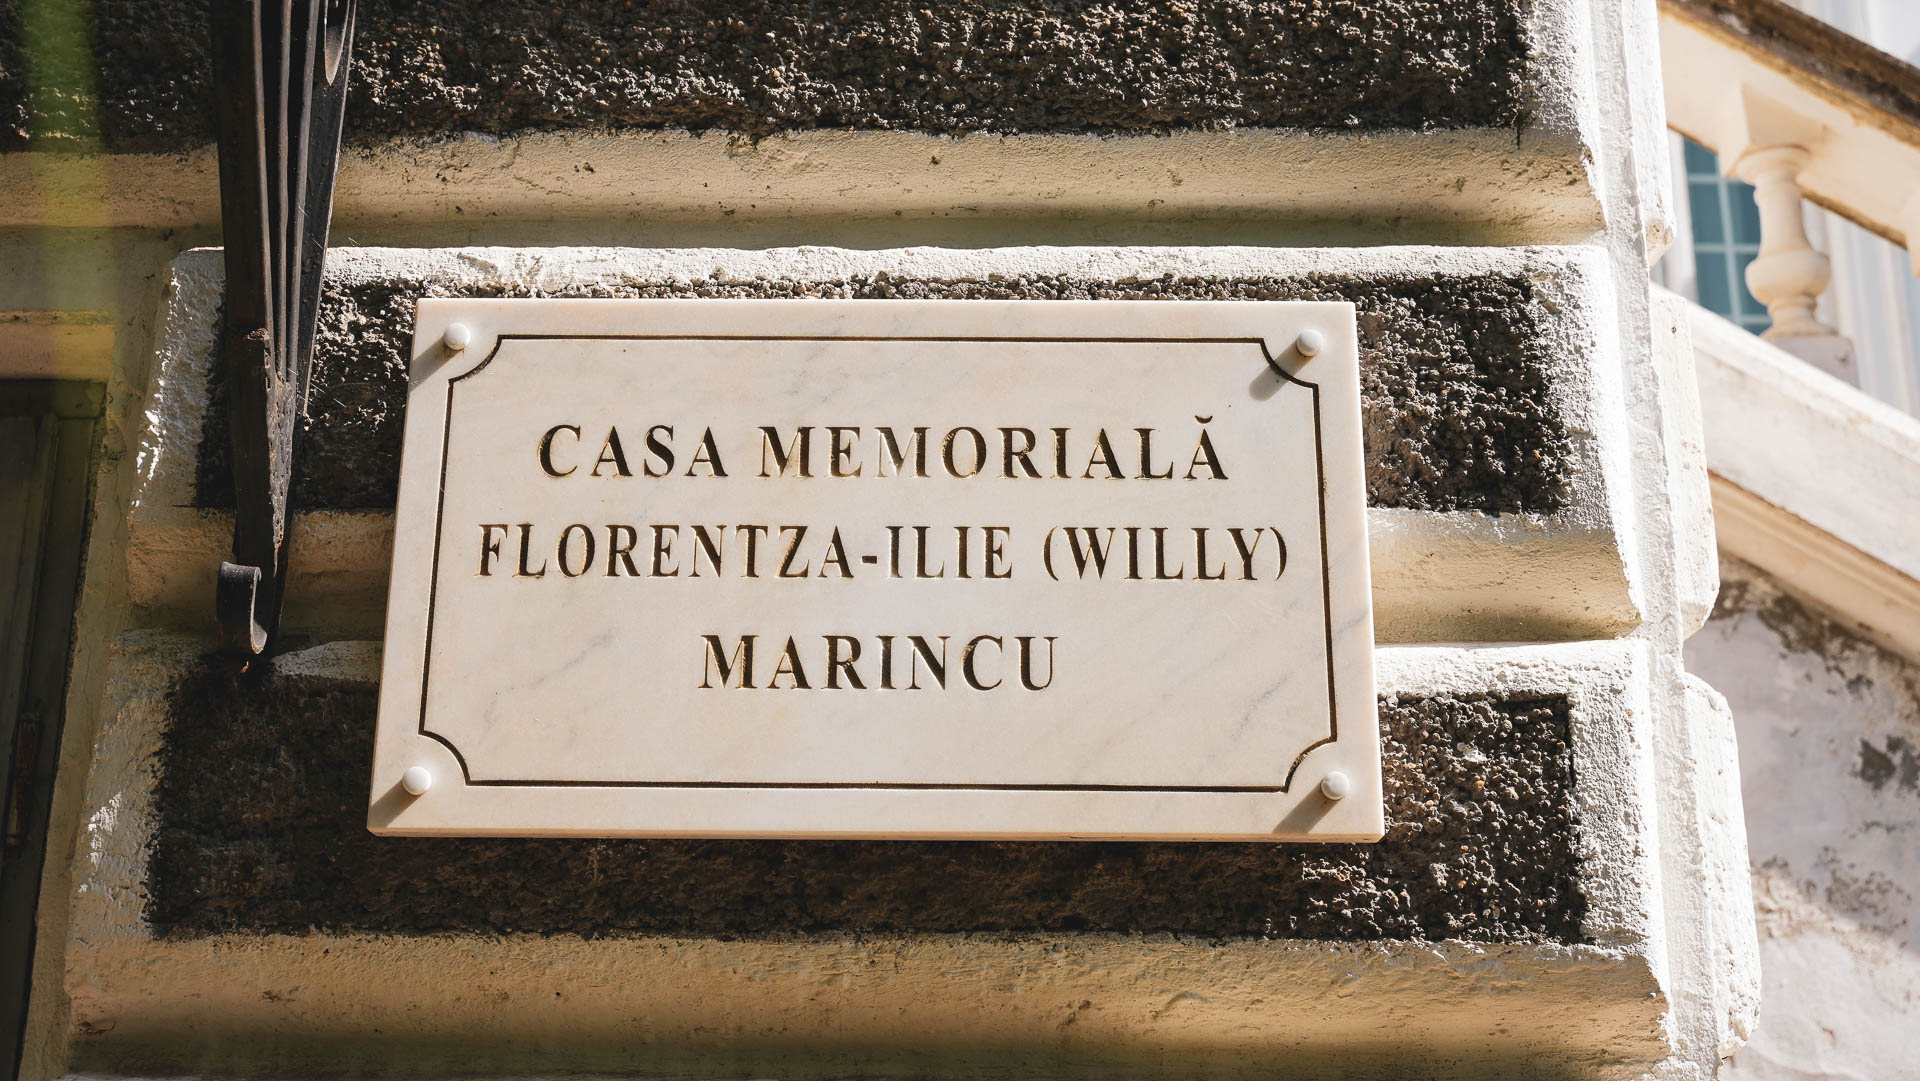 CASA MEMORIALĂ
FLORENTZA-ILIE (WILLY)
MARINCU